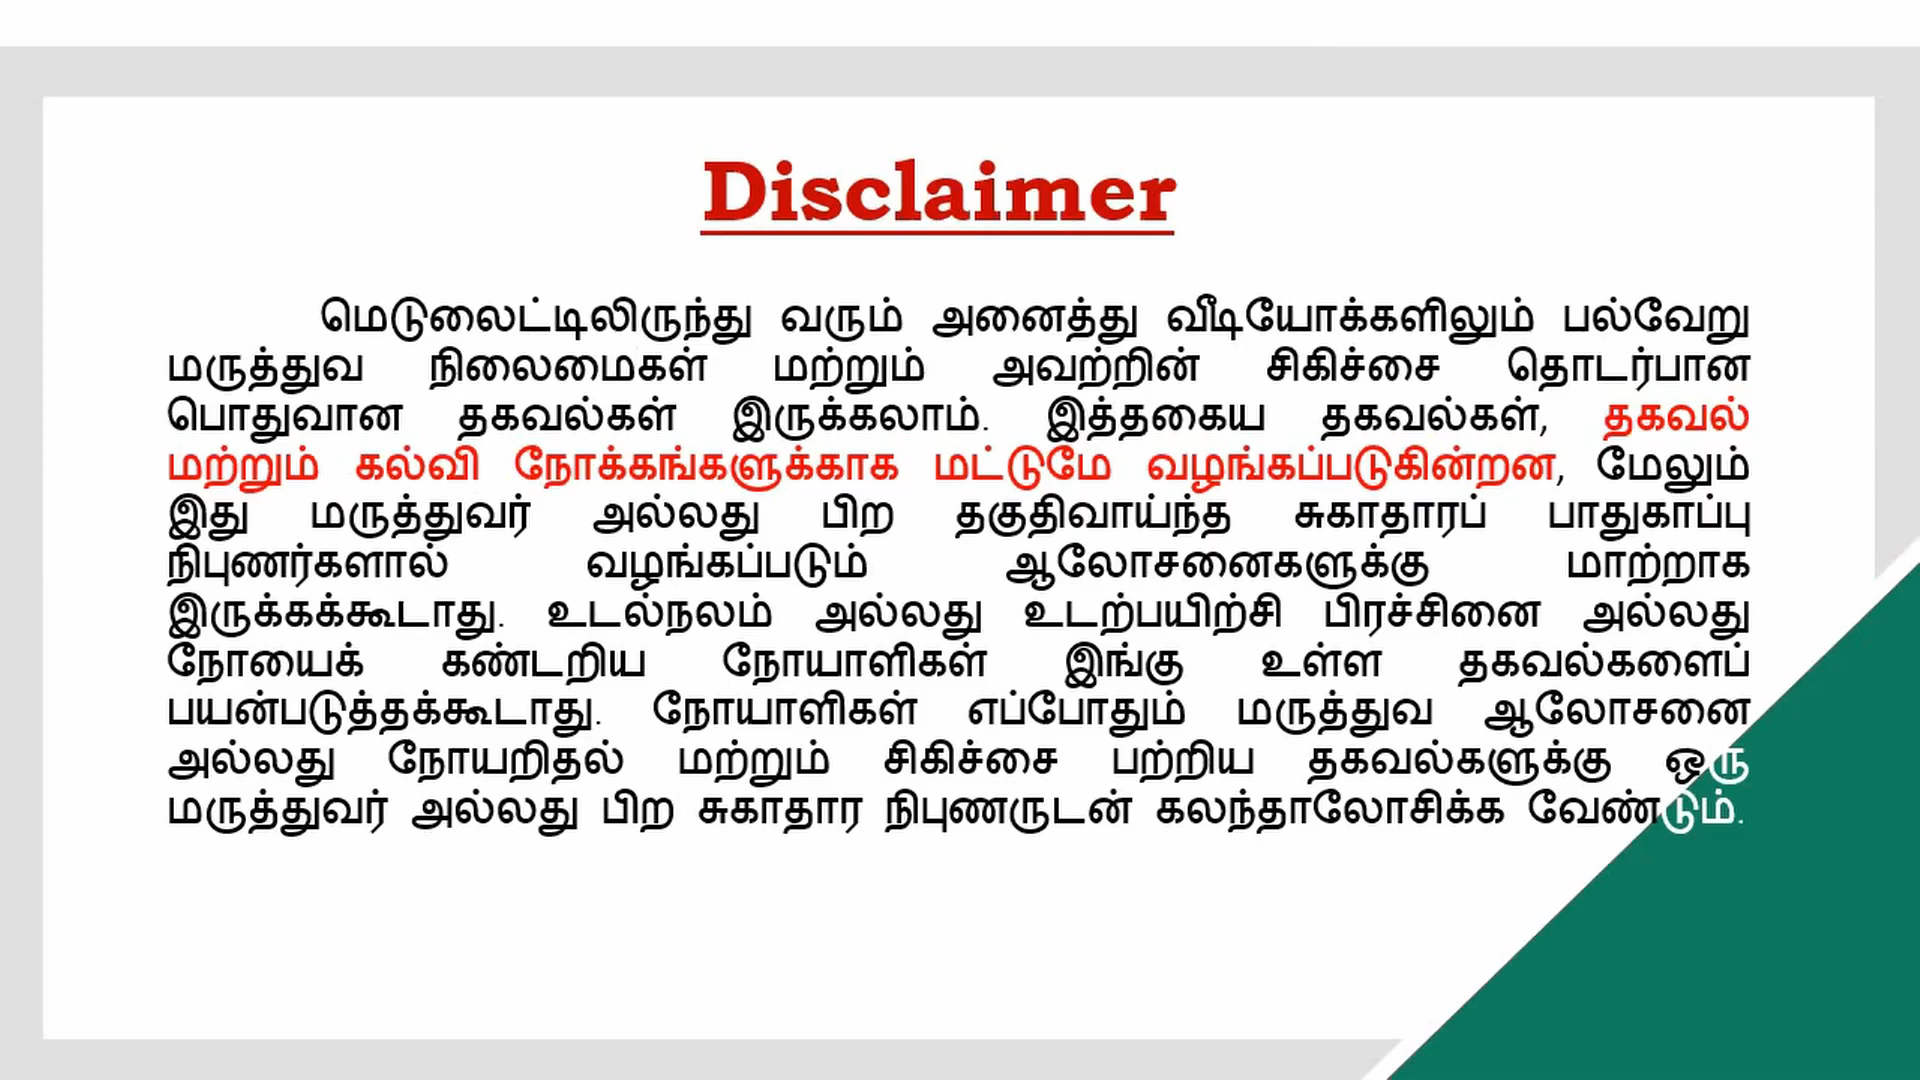 Disclaimer
மெடுலைட்டிலிருந்து வரும் அனைத்து வீடியோக்களிலும் பல்வேறு
மருத்துவ நிலைமைகள் மற்றும் அவற்றின் சிகிச்சை தொடர்பான
பொதுவான தகவல்கள் இருக்கலாம். இத்தகைய தகவல்கள், தகவல்
மற்றும் கல்வி நோக்கங்களுக்காக மட்டுமே வழங்கப்படுகின்றன, மேலும்
இது மருத்துவர் அல்லது பிற தகுதிவாய்ந்த சுகாதாரப் பாதுகாப்பு
நிபுணர்களால் வழங்கப்படும் ஆலோசனைகளுக்கு மாற்றாக
இருக்கக்கூடாது. உடல்நலம் அல்லது உடற்பயிற்சி பிரச்சினை அல்லது
நோயைக் கண்டறிய நோயாளிகள் இங்கு உள்ள தகவல்களைப்
பயன்படுத்தக்கூடாது. நோயாளிகள் எப்போதும் மருத்துவ ஆலோசனை
அல்லது நோயறிதல் மற்றும் சிகிச்சை பற்றிய தகவல்களுக்கு ஒரு
மருத்துவர் அல்லது பிற சுகாதார நிபுணருடன் கலந்தாலோசிக்க வேண்டும்.